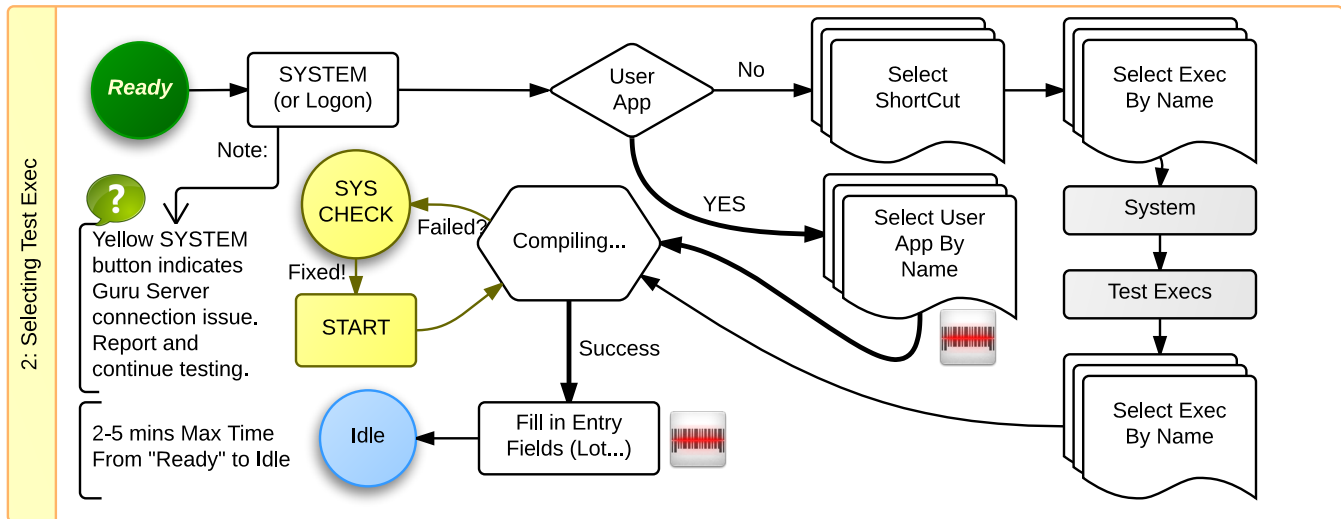 2: Selecting Test Exec
Ready
SYSTEM
(or Logon)
User
App
No
Select
ShortCut
Select Exec
By Name
Note:
?
Yellow SYSTEM
button indicates
Guru Server
connection issue.
Report and
continue testing.
SYS
CHECK
Failed?
Fixed!
START
Compiling...
YES
Select User
App By
Name
System
Test Execs
Select Exec
By Name
Success
Fill in Entry
Fields (Lot...)
Idle
2-5 mins Max Time
From "Ready" to Idle